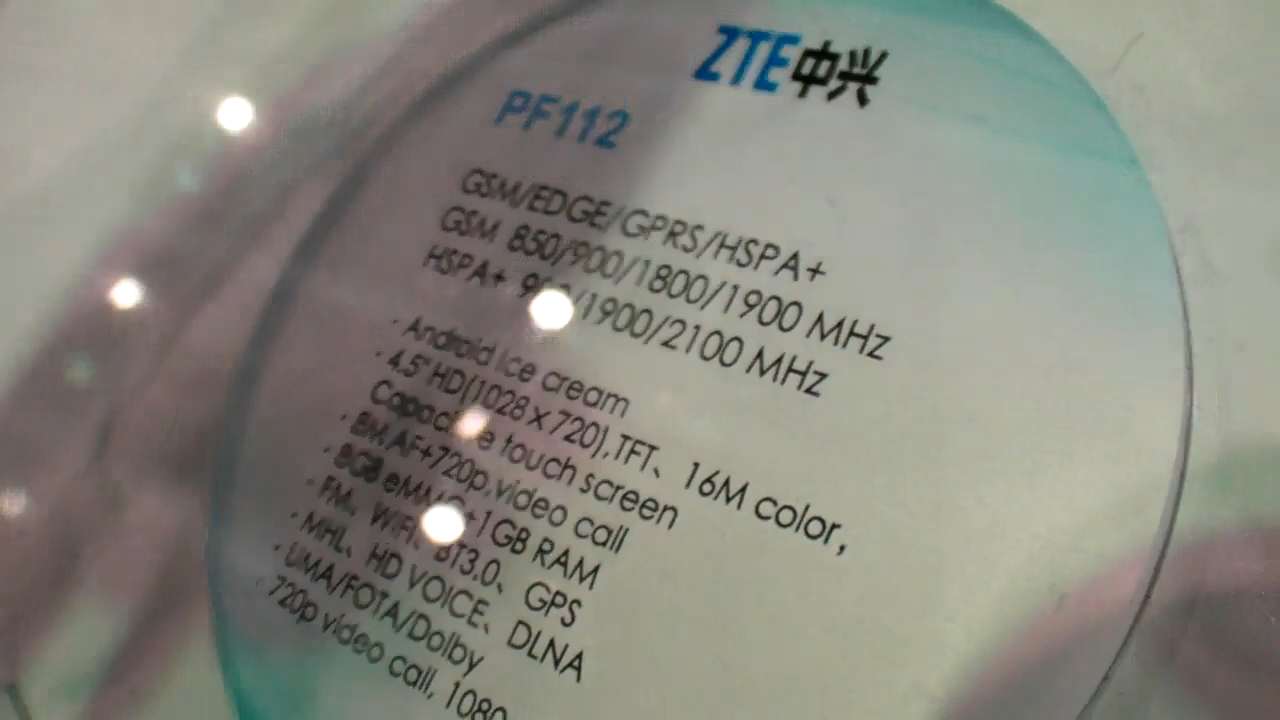 ZTE中兴
PF112
GSM/EDGE/GPRS/HSPA+
GSM 850/900/1800/1900 MHz
HSPA+ /1900/2100 MHz
· Android Ice cream
· 4.5" HD(1028 x 720),TFT、16M color,
touch screen
· 8M AF+720p,video call
· 8GB +1GB RAM
· FM、WiFi、BT3.0、GPS
· MHL、HD VOICE、DLNA
· UMA/FOTA/Dolby
720p video call, 1080